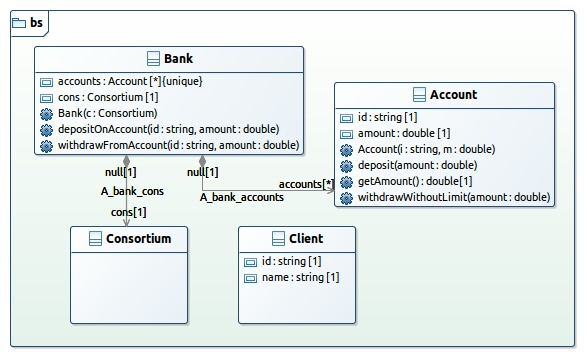 bs
Bank
accounts : Account [*]{unique}
cons : Consortium [1]
Bank(c : Consortium)
depositOnAccount(id : string, amount : double)
withdrawFromAccount(id : string, amount : double)
Account
id : string [1]
amount : double [1]
Account(i : string, m : double)
deposit(amount : double)
getAmount() : double[1]
withdrawWithoutLimit(amount : double)
null[1]
null[1]
A_bank_cons
accounts[*]
A_bank_accounts
cons[1]
Consortium
Client
id : string [1]
name : string [1]